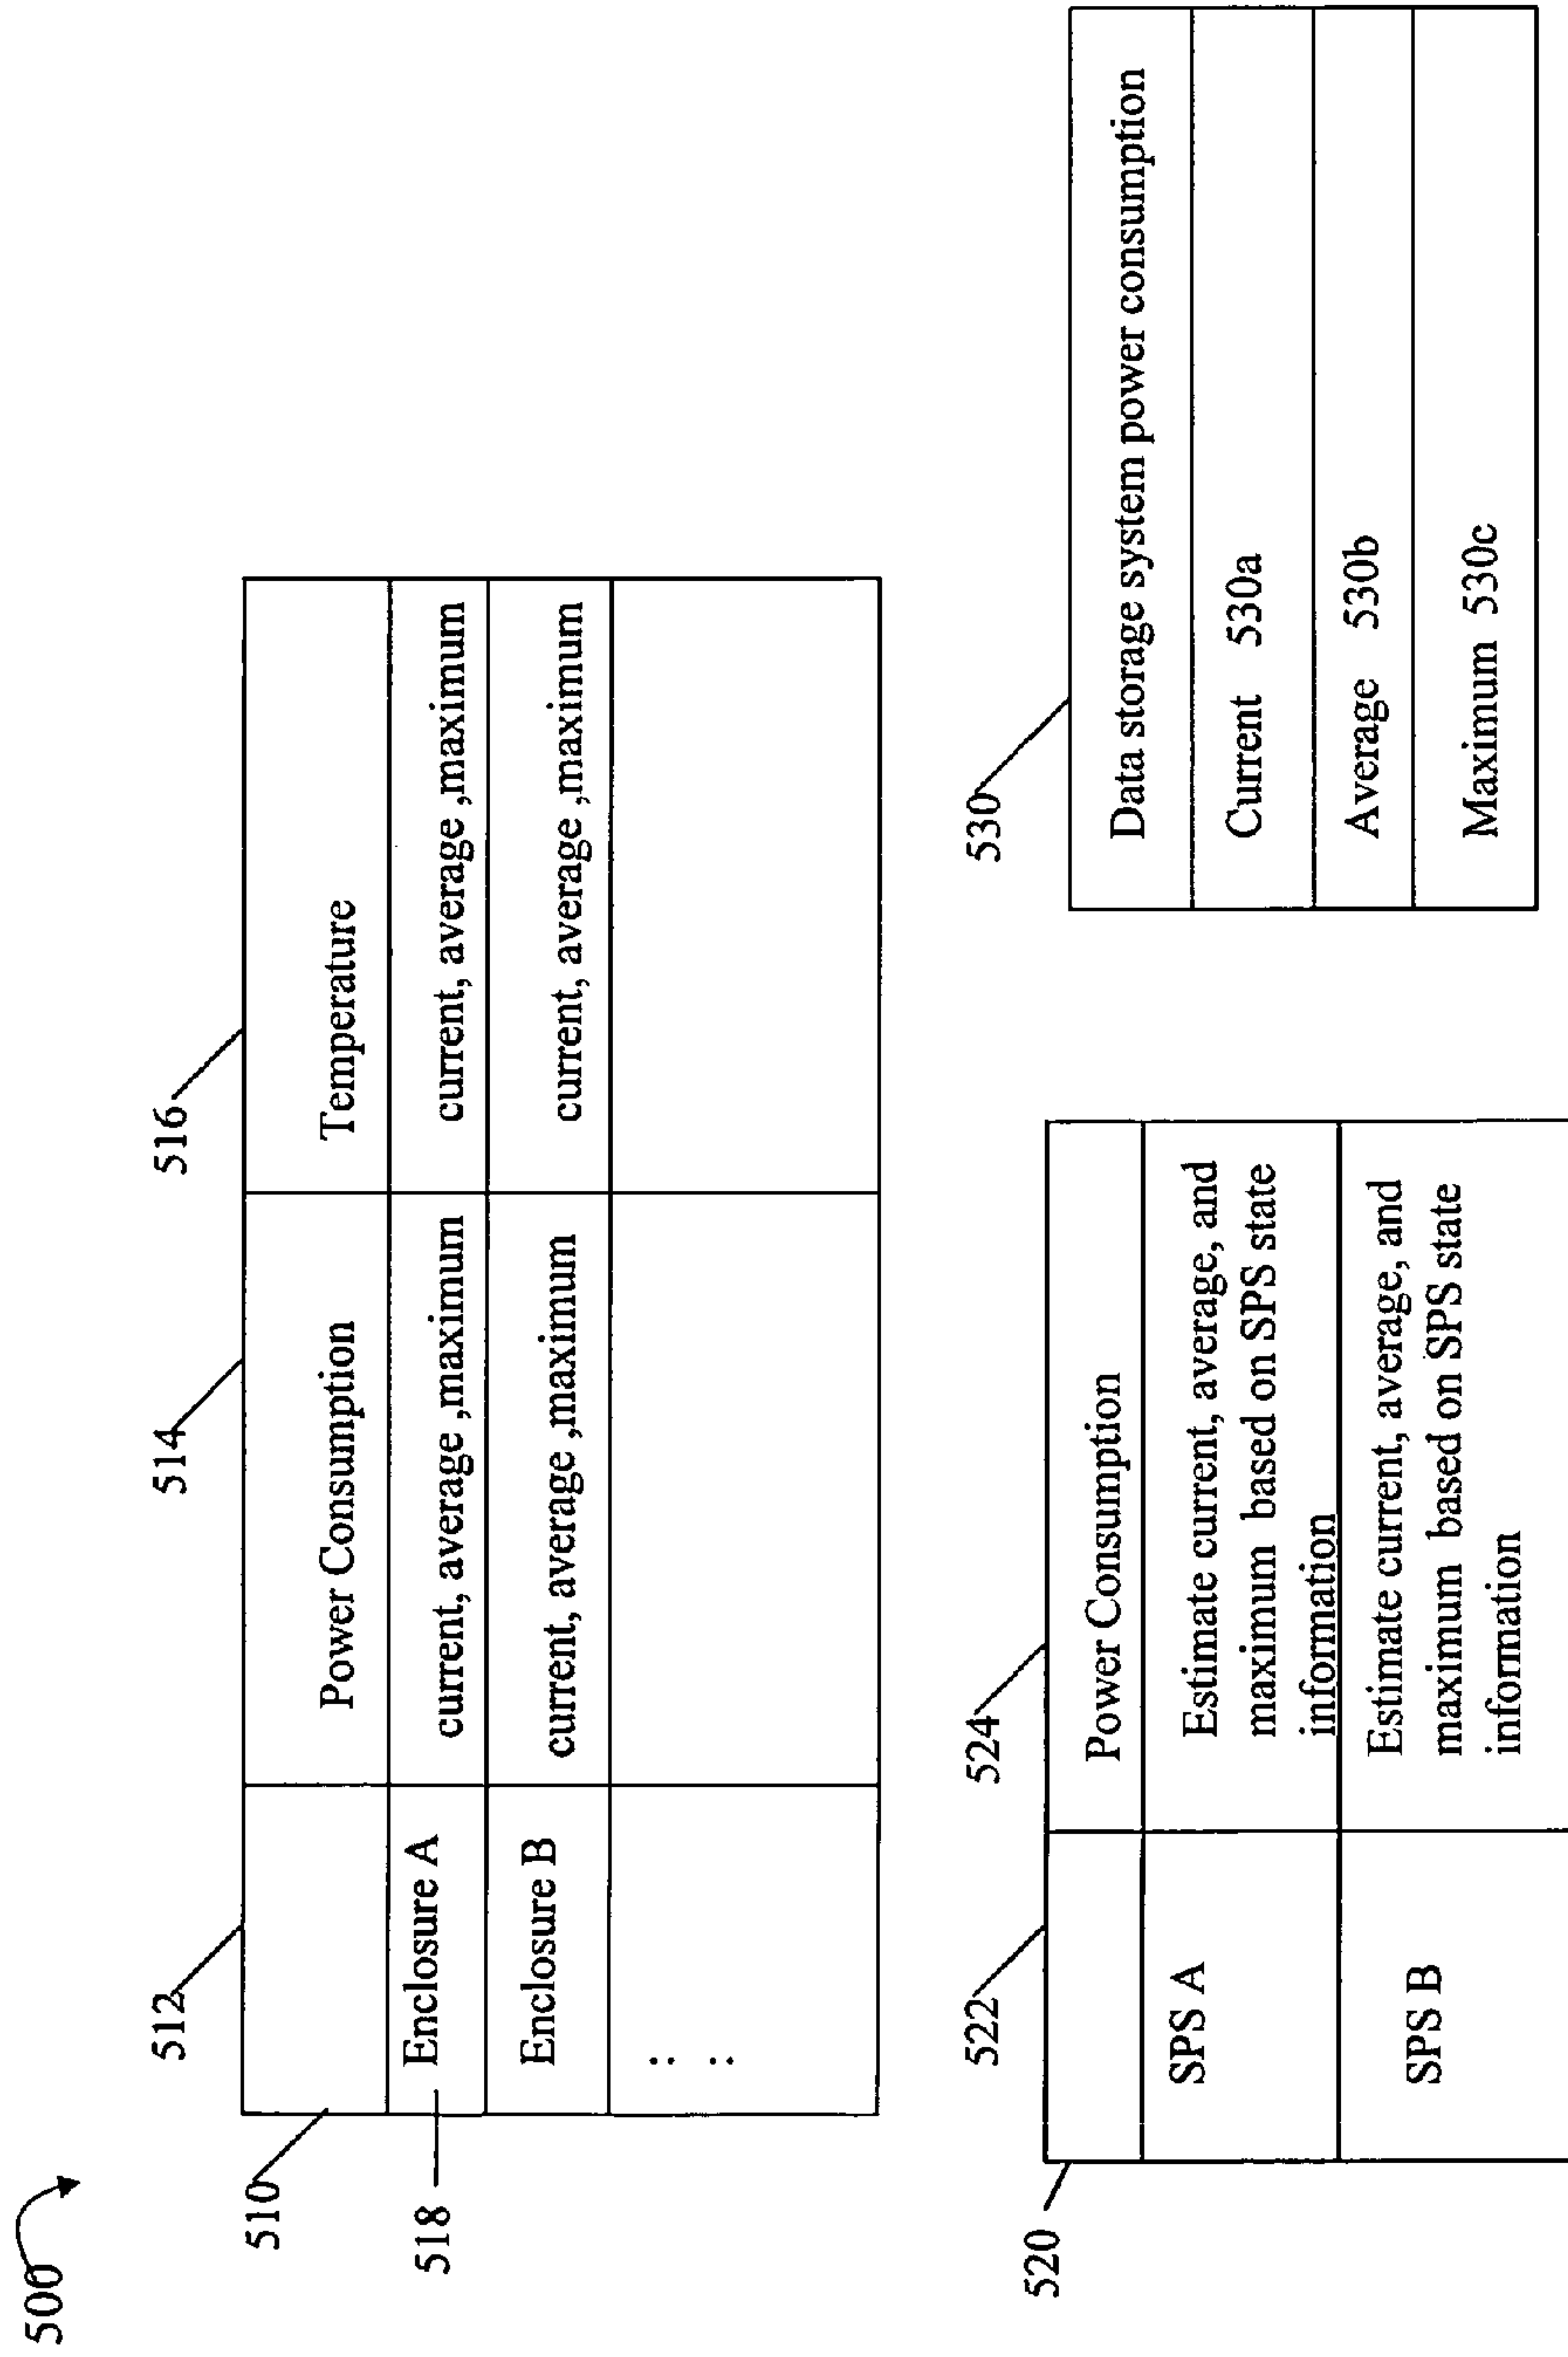 500
512
514
516
510
Power Consumption
Temperature
518
Enclosure A
current, average ,maximum
current, average ,maximum
Enclosure B
current, average ,maximum
current, average ,maximum
: :
520
522
524
Power Consumption
SPS A
Estimate current, average, and
maximum based on SPS state
information
SPS B
Estimate current, average, and
maximum based on SPS state
information
530
Data storage system power consumption
Current 530a
Average 530b
Maximum 530c